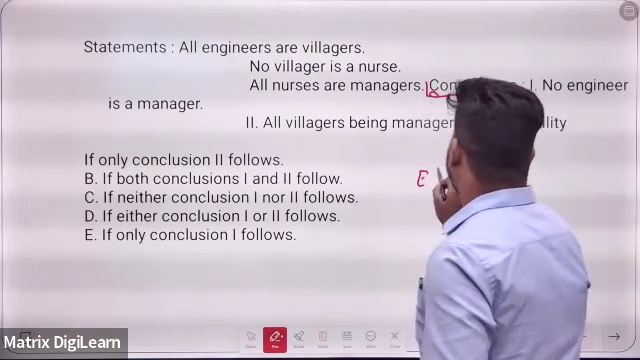 Statements : All engineers are villagers.
No villager is a nurse.
All nurses are managers. : I. No engineer
is a manager.
II. All villagers being
If only conclusion II follows.
B. If both conclusions I and II follow.
C. If neither conclusion I nor II follows.
D. If either conclusion I or II follows.
E. If only conclusion I follows.
E
Matrix DigiLearn